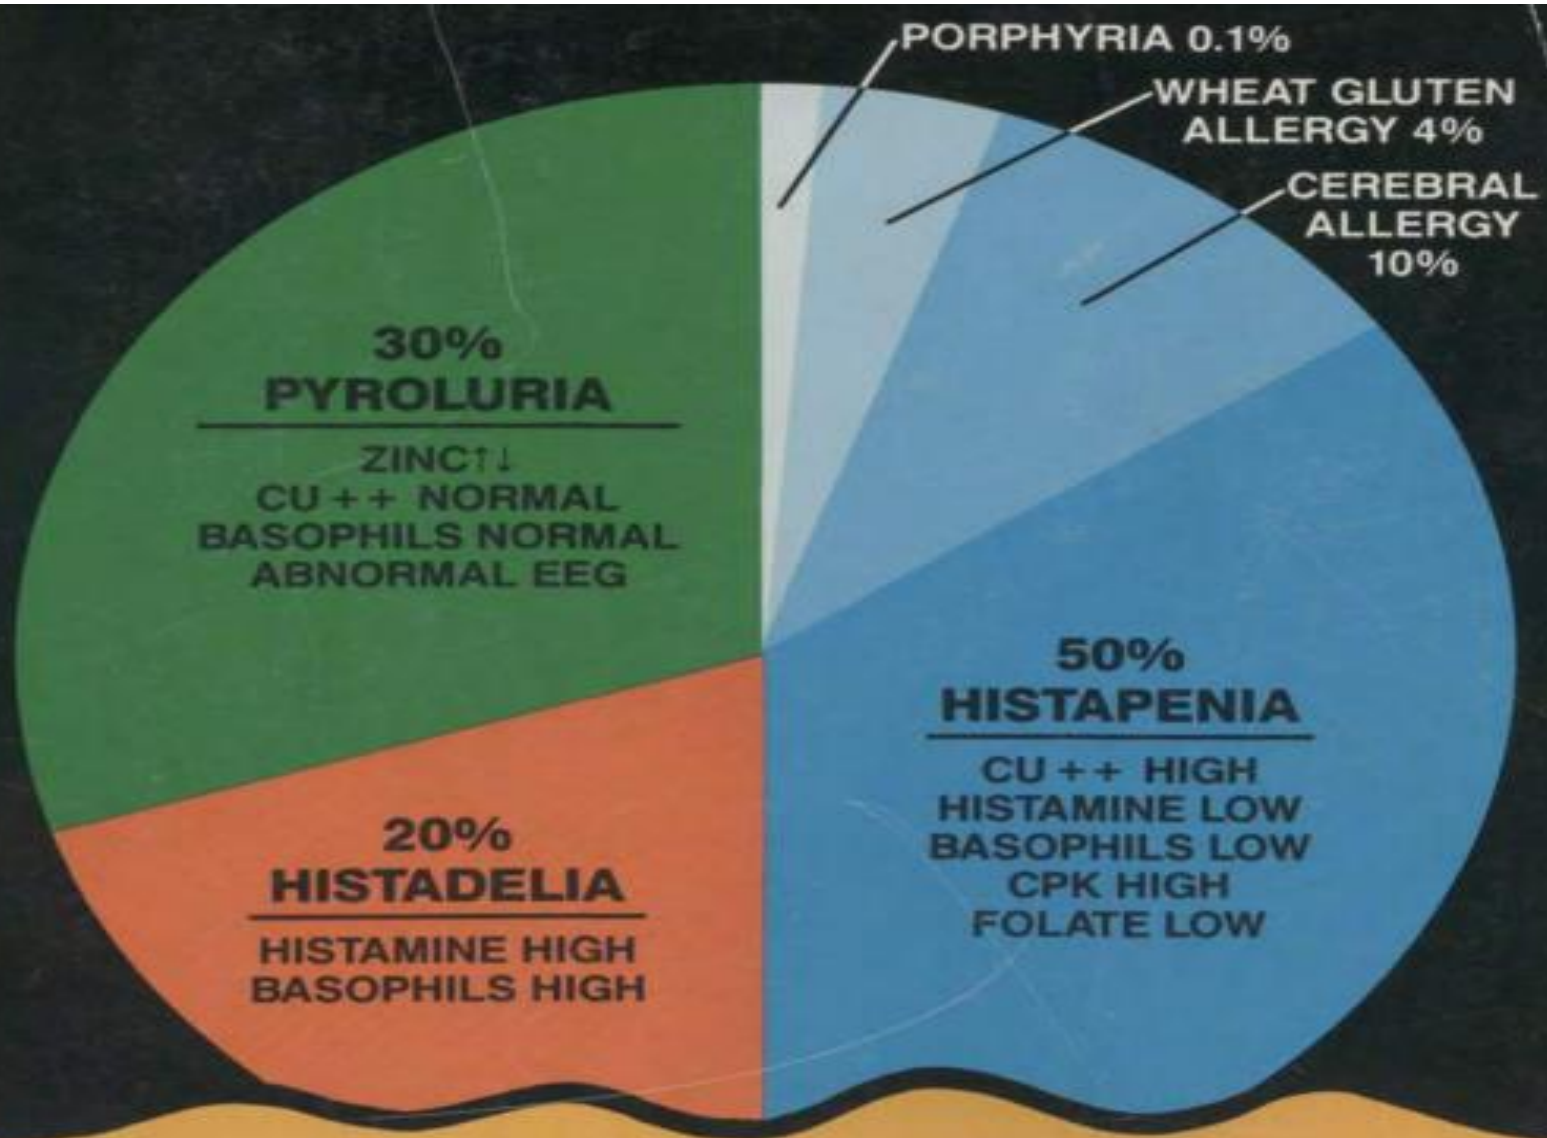 PORPHYRIA 0.1%
WHEAT GLUTEN
ALLERGY 4%
CEREBRAL
ALLERGY
10%
30%
PYROLURIA
ZINC↑↓
CU++ NORMAL
BASOPHILS NORMAL
ABNORMAL EEG
50%
HISTAPENIA
CU++ HIGH
HISTAMINE LOW
BASOPHILS LOW
CPK HIGH
FOLATE LOW
20%
HISTADELIA
HISTAMINE HIGH
BASOPHILS HIGH